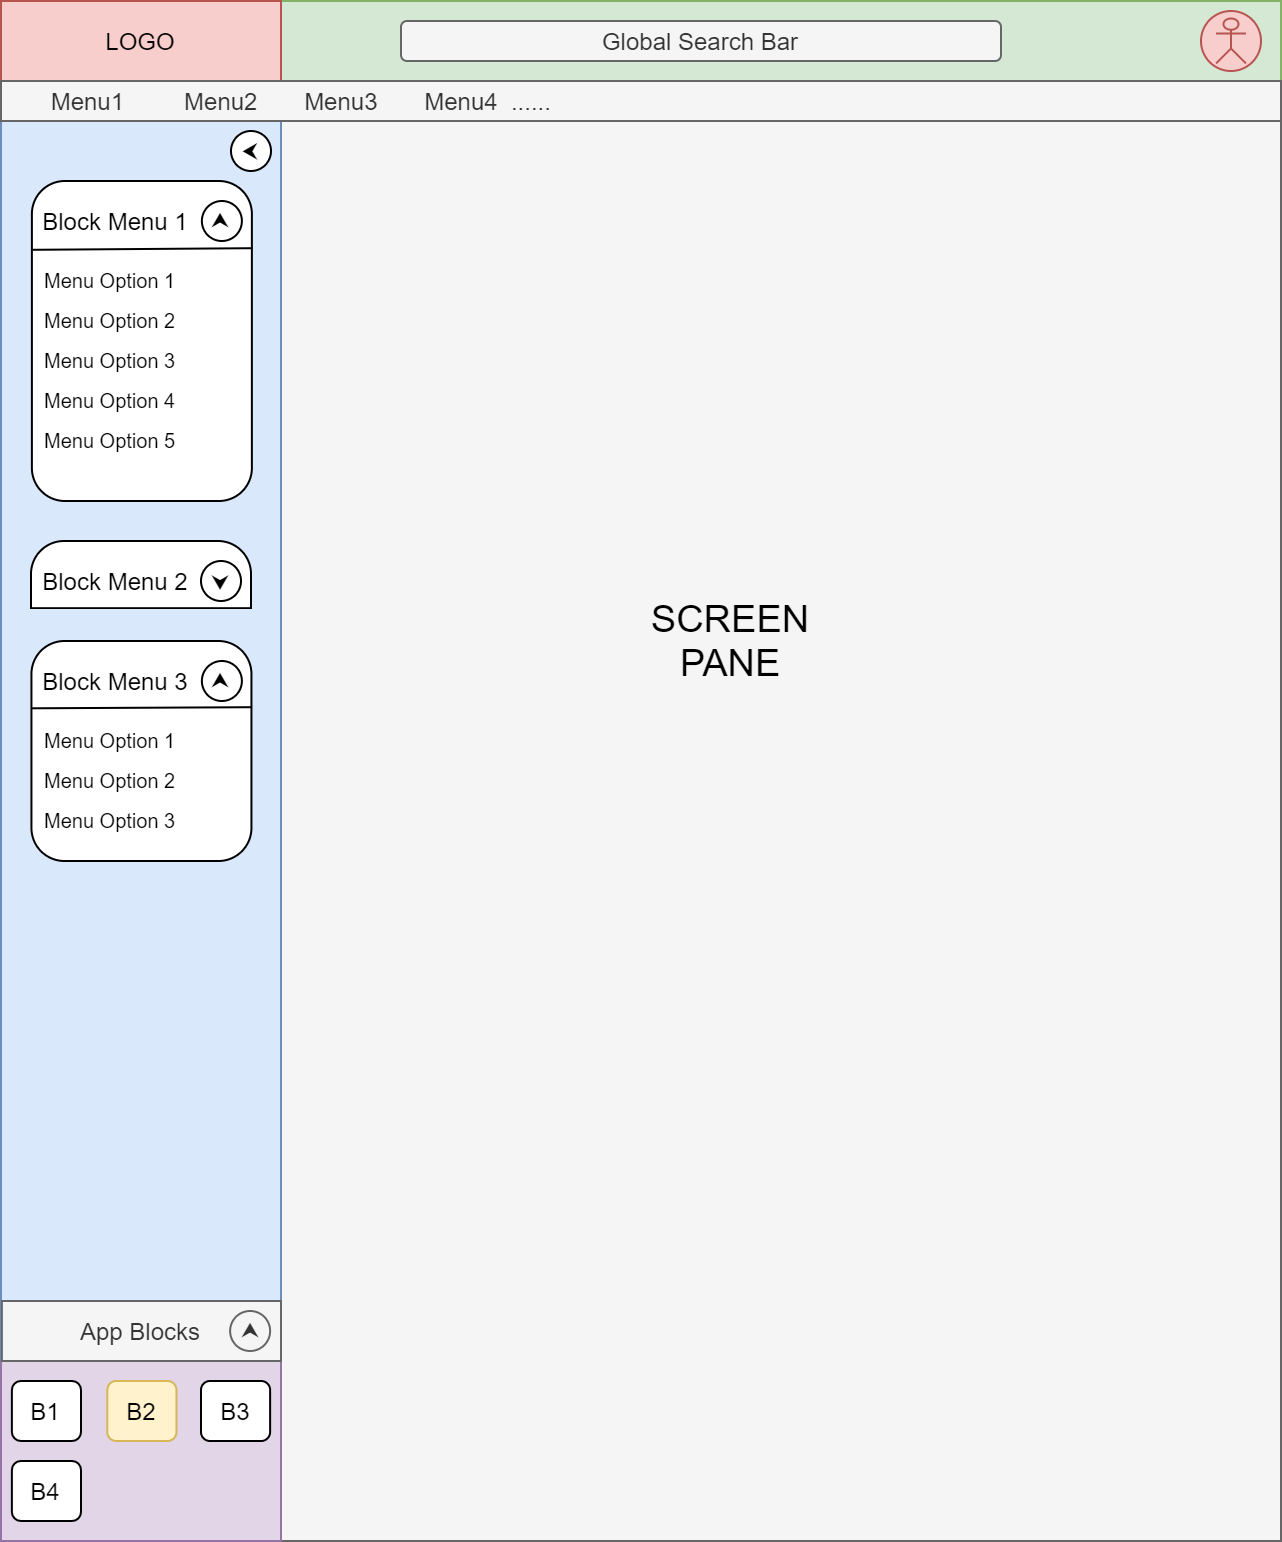 LOGO
Global Search Bar
Menu1 Menu2 Menu3 Menu4 ......
Block Menu 1
Menu Option 1
Menu Option 2
Menu Option 3
Menu Option 4
Menu Option 5
Block Menu 2
Block Menu 3
Menu Option 1
Menu Option 2
Menu Option 3
SCREEN
PANE
App Blocks
B1 B2 B3
B4